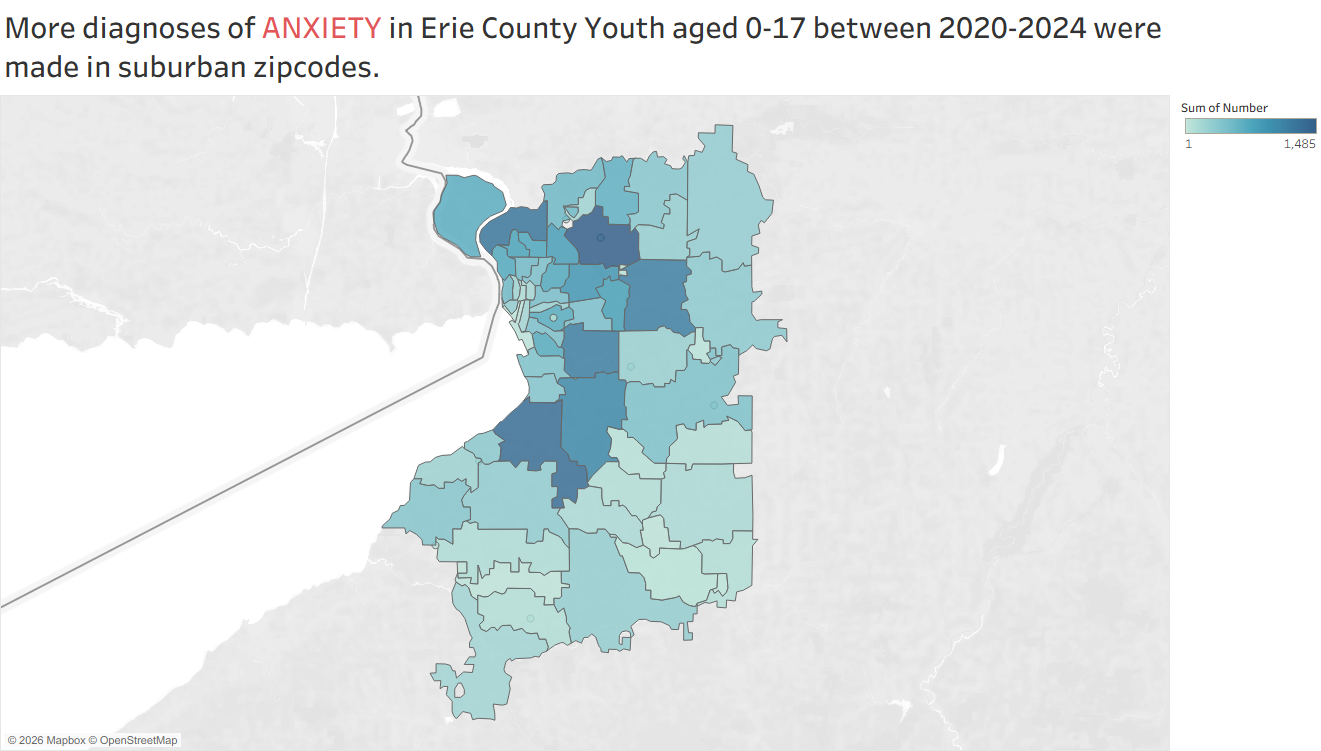 More diagnoses of ANXIETY in Erie County Youth aged 0-17 between 2020-2024 were
made in suburban zipcodes.
Sum of Number
1 1,485
© 2026 Mapbox © OpenStreetMap